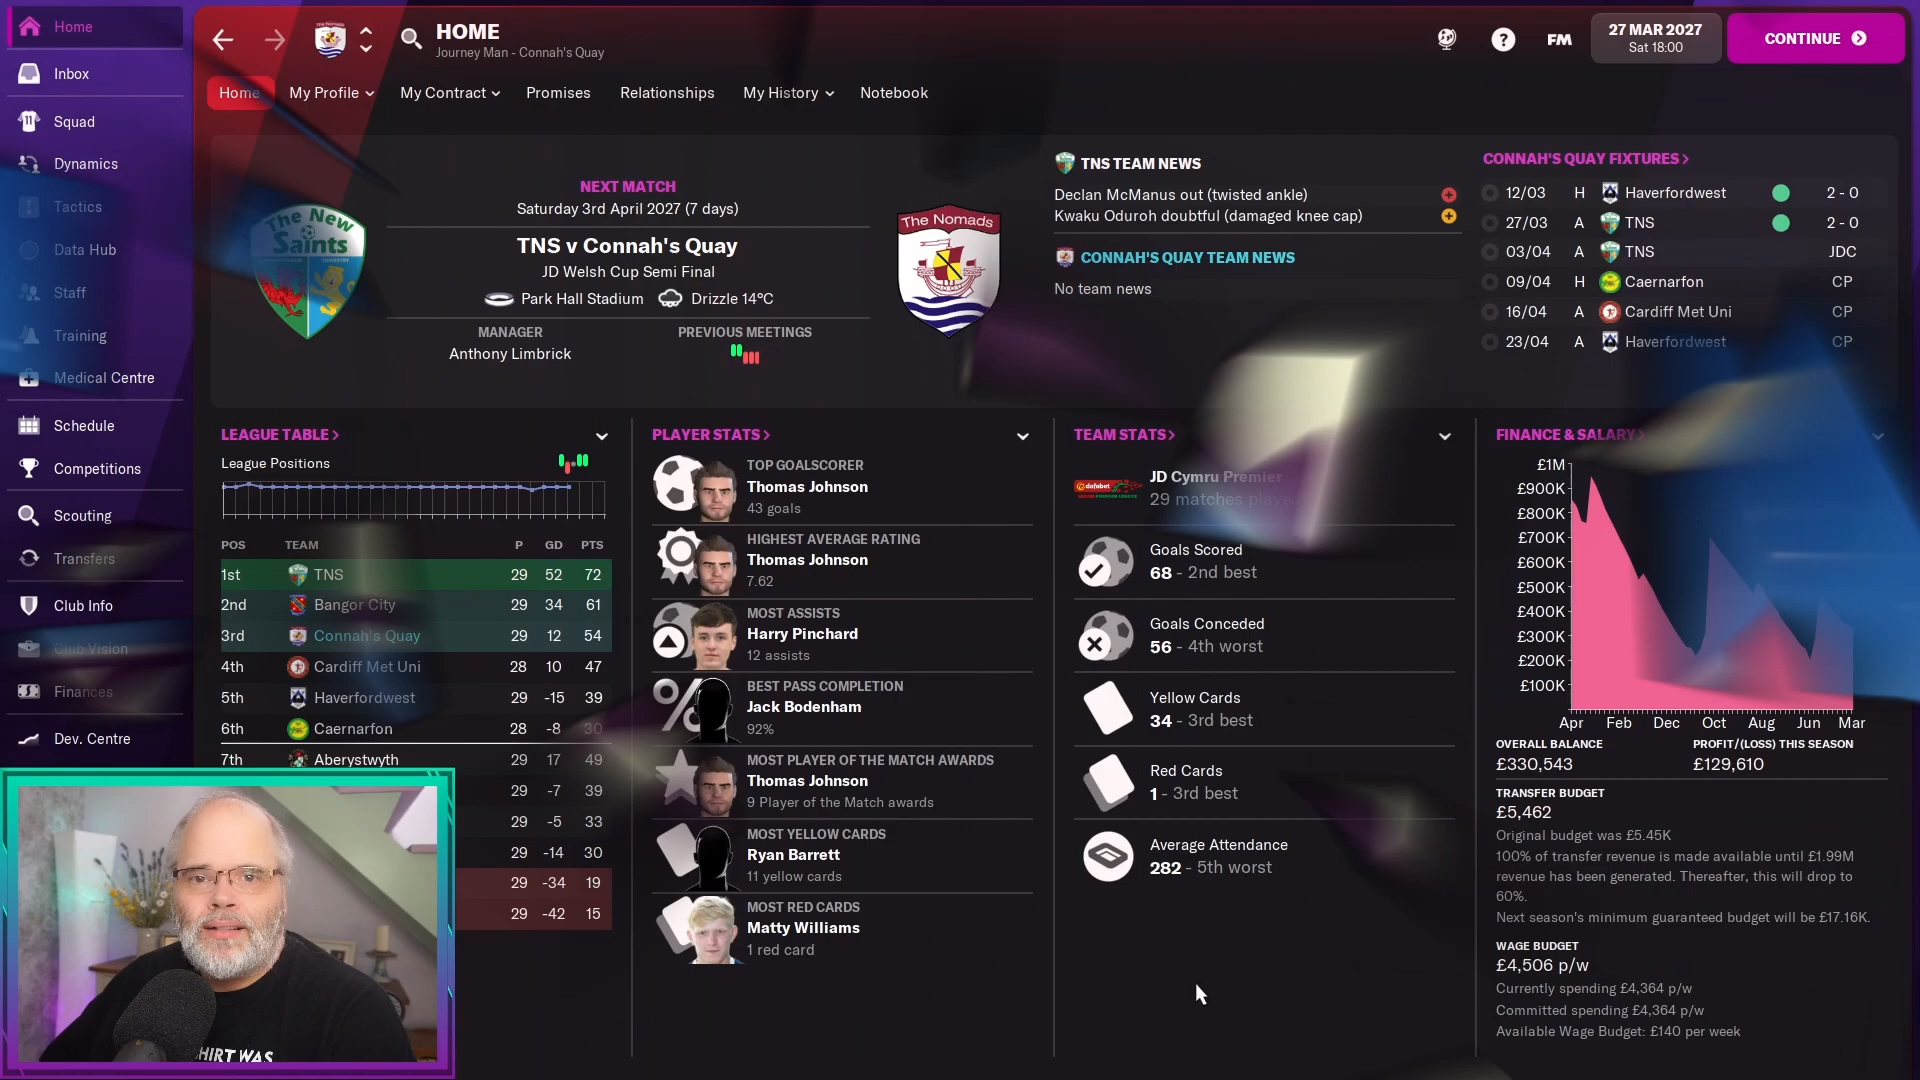 Home
Inbox
Squad
Dynamics
Tactics
Data Hub
Staff
Training
Medical Centre
Schedule
Competitions
Scouting
Transfers
Club Info
Club Vision
Finances
Dev. Centre
HOME
Journey Man - Connah's Quay
FM
27 MAR 2027
Sat 18:00
CONTINUE
Home My Profile My Contract Promises Relationships My History Notebook
The New
Saints
NEXT MATCH
Saturday 3rd April 2027 (7 days)
TNS v Connah's Quay
JD Welsh Cup Semi Final
Park Hall Stadium Drizzle 14°C
MANAGER
Anthony Limbrick
PREVIOUS MEETINGS
The Nomads
TNS TEAM NEWS
Declan McManus out (twisted ankle)
Kwaku Oduroh doubtful (damaged knee cap)
CONNAH'S QUAY TEAM NEWS
No team news
CONNAH'S QUAY FIXTURES
12/03 H Haverfordwest 2 - 0
27/03 A TNS 2 - 0
03/04 A TNS JDC
09/04 H Caernarfon CP
16/04 A Cardiff Met Uni CP
23/04 A Haverfordwest CP
LEAGUE TABLE
League Positions
POS TEAM P GD PTS
1st TNS 29 52 72
2nd Bangor City 29 34 61
3rd Connah's Quay 29 12 54
4th Cardiff Met Uni 28 10 47
5th Haverfordwest 29 -15 39
6th Caernarfon 28 -8 30
7th Aberystwyth 29 17 49
29 -7 39
29 -5 33
29 -14 30
29 -34 19
29 -42 15
PLAYER STATS
TOP GOALSCORER
Thomas Johnson
43 goals
HIGHEST AVERAGE RATING
Thomas Johnson
7.62
MOST ASSISTS
Harry Pinchard
12 assists
BEST PASS COMPLETION
Jack Bodenham
92%
MOST PLAYER OF THE MATCH AWARDS
Thomas Johnson
9 Player of the Match awards
MOST YELLOW CARDS
Ryan Barrett
11 yellow cards
MOST RED CARDS
Matty Williams
1 red card
TEAM STATS
JD Cymru Premier
29 matches played
Goals Scored
68 - 2nd best
Goals Conceded
56 - 4th worst
Yellow Cards
34 - 3rd best
Red Cards
1 - 3rd best
Average Attendance
282 - 5th worst
FINANCE & SALARY
£1M
£900K
£800K
£700K
£600K
£500K
£400K
£300K
£200K
£100K
Apr Feb Dec Oct Aug Jun Mar
OVERALL BALANCE
£330,543
PROFIT/(LOSS) THIS SEASON
£129,610
TRANSFER BUDGET
£5,462
Original budget was £5.45K
100% of transfer revenue is made available until £1.99M
revenue has been generated. Thereafter, this will drop to
60%.
Next season's minimum guaranteed budget will be £17.16K.
WAGE BUDGET
£4,506 p/w
Currently spending £4,364 p/w
Committed spending £4,364 p/w
Available Wage Budget: £140 per week
SHIRT WAS